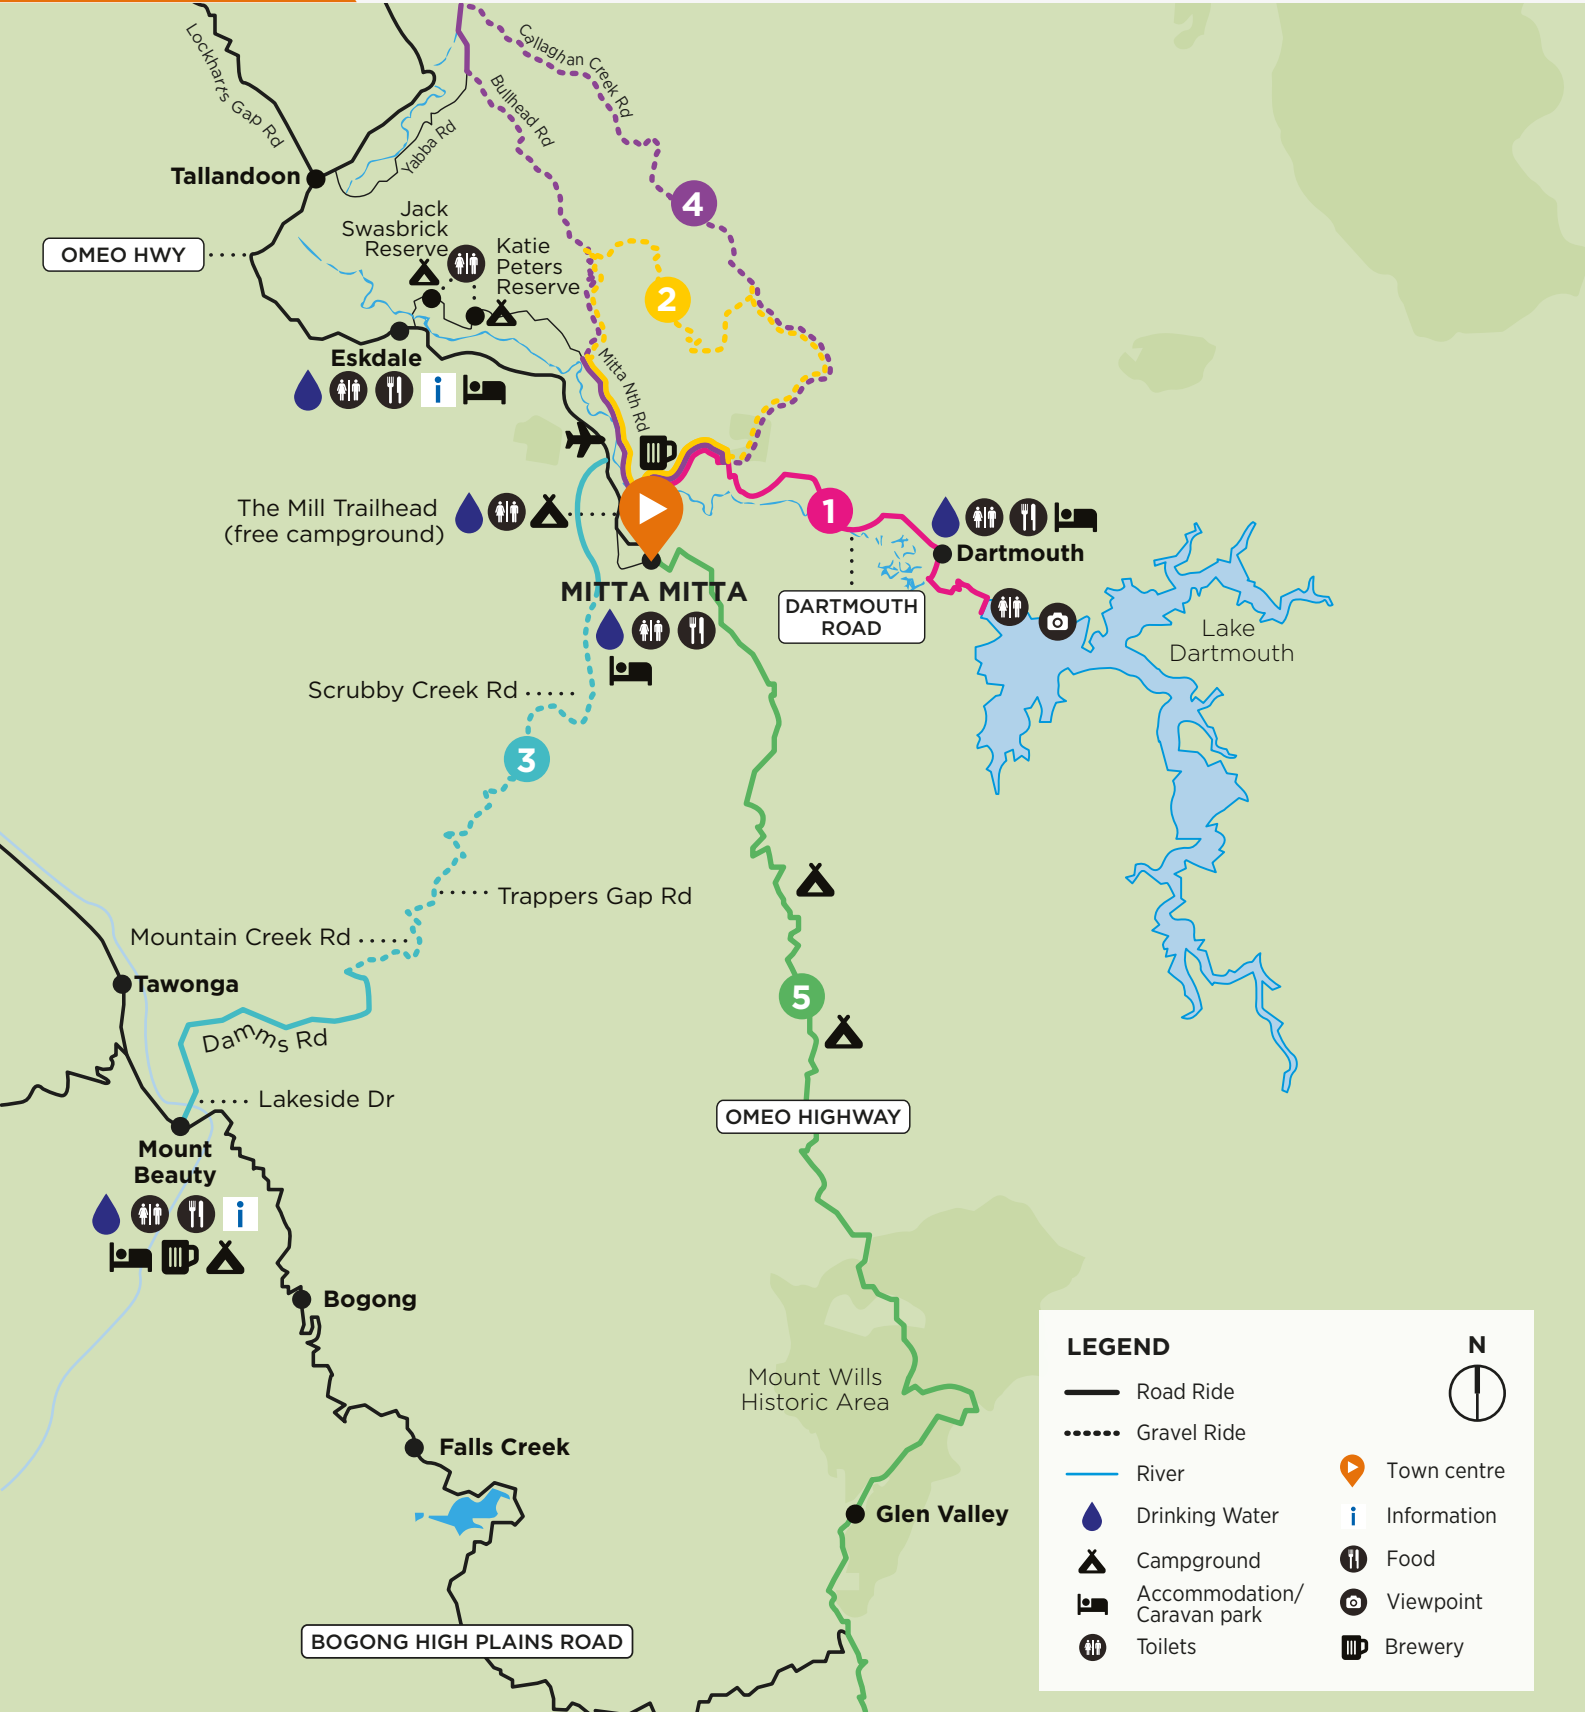 Lockhart's Gap Rd
Callaghan Creek Rd
Bullhead Rd
Yabba Rd
Tallandoon
Jack
Swasbrick
Reserve
Katie
Peters
Reserve
OMEO HWY
4
2
Eskdale
i
Mitta Nth Rd
The Mill Trailhead
(free campground)
1
Dartmouth
MITTA MITTA
DARTMOUTH
ROAD
Lake
Dartmouth
Scrubby Creek Rd
3
Trappers Gap Rd
Mountain Creek Rd
Tawonga
5
Damms Rd
Lakeside Dr
OMEO HIGHWAY
Mount
Beauty
i
Bogong
Mount Wills
Historic Area
Falls Creek
Glen Valley
BOGONG HIGH PLAINS ROAD
LEGEND
N
Road Ride
Gravel Ride
River
Drinking Water
Campground
Accommodation/
Caravan park
Toilets
Town centre
i
Information
Food
Viewpoint
Brewery